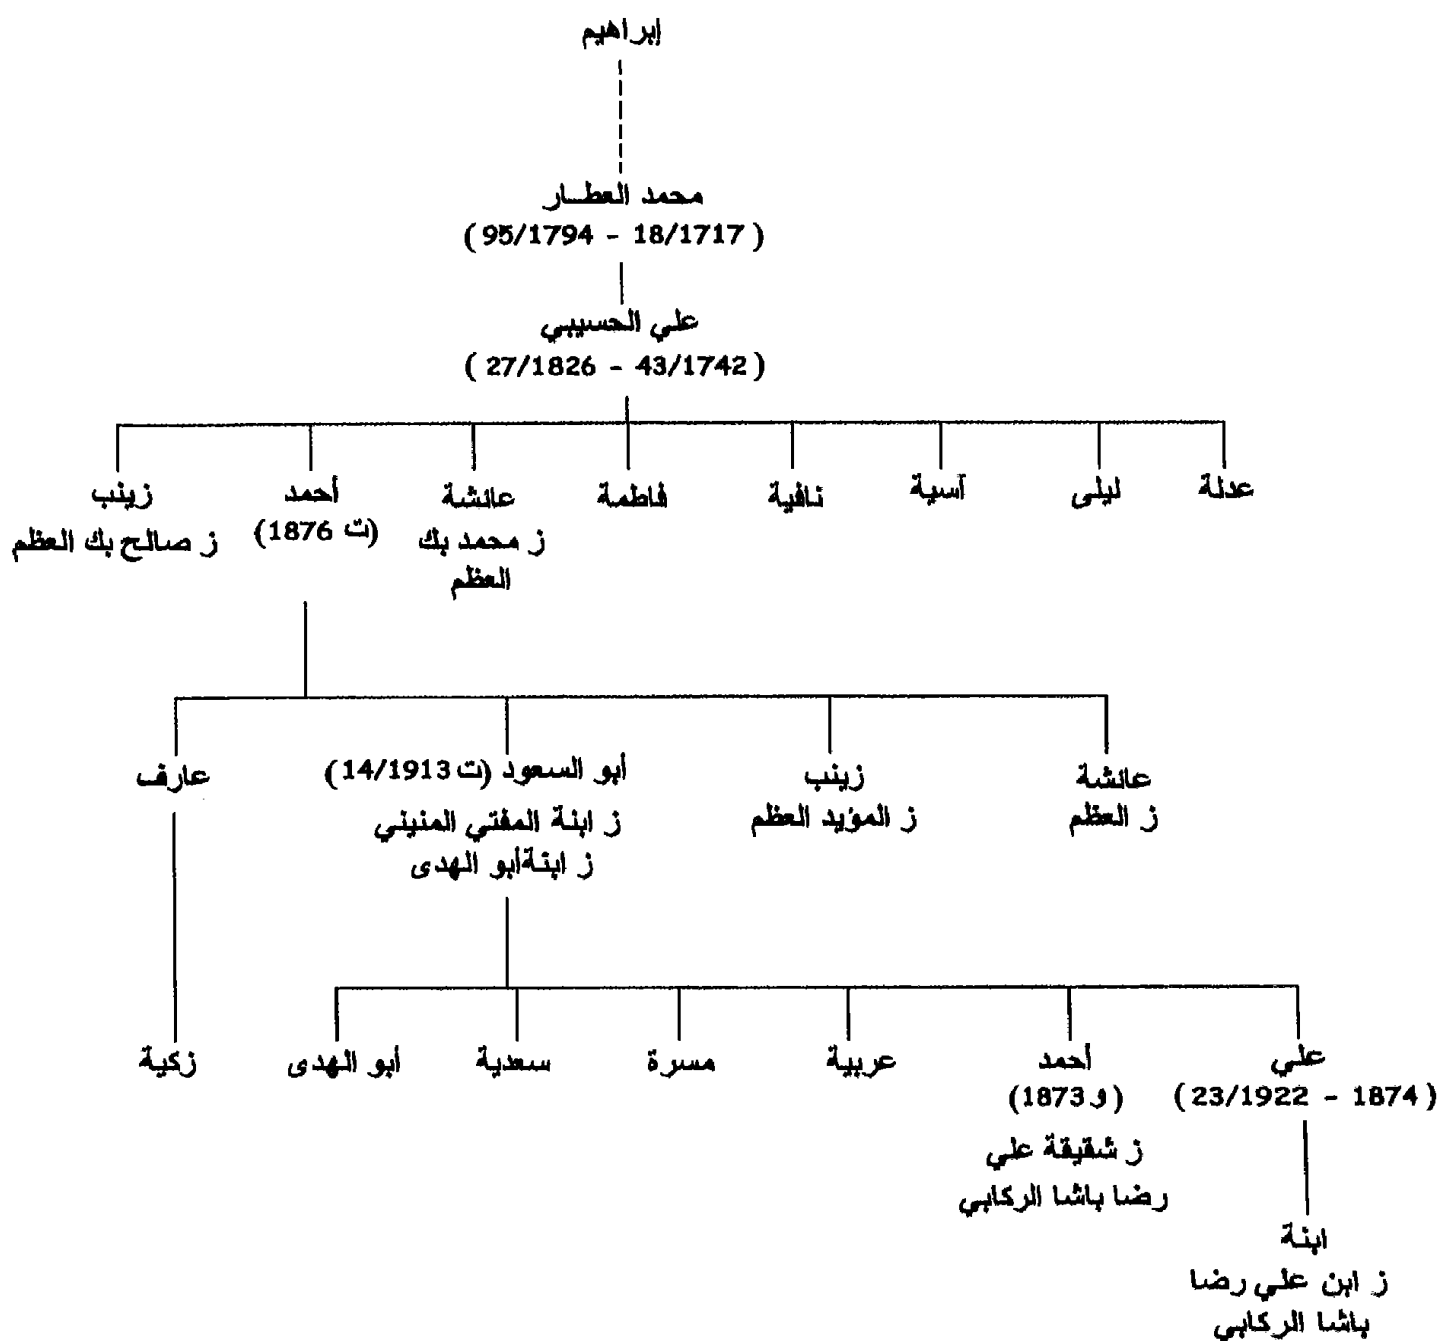 إبراهيم
محمد العطار
( 18/1717 - 95/1794 )
علي الحسيبي
( 43/1742 - 27/1826 )
عدلة
ليلى
آسية
نافية
فاطمة
عائشة
ز محمد بك
العظم
أحمد
(ت 1876)
زينب
ز صالح بك العظم
عائشة
ز العظم
زينب
ز المؤيد العظم
أبو السعود (ت 14/1913 )
ز ابنة المفتي المنيني
ز ابنةأبو الهدى
عارف
علي
( 1874 - 23/1922 )
أحمد
( و 1873)
ز شقيقة علي
رضا باشا الركابي
عربية
مسرة
سعدية
أبو الهدى
زكية
ابنة
ز ابن علي رضا
باشا الركابي